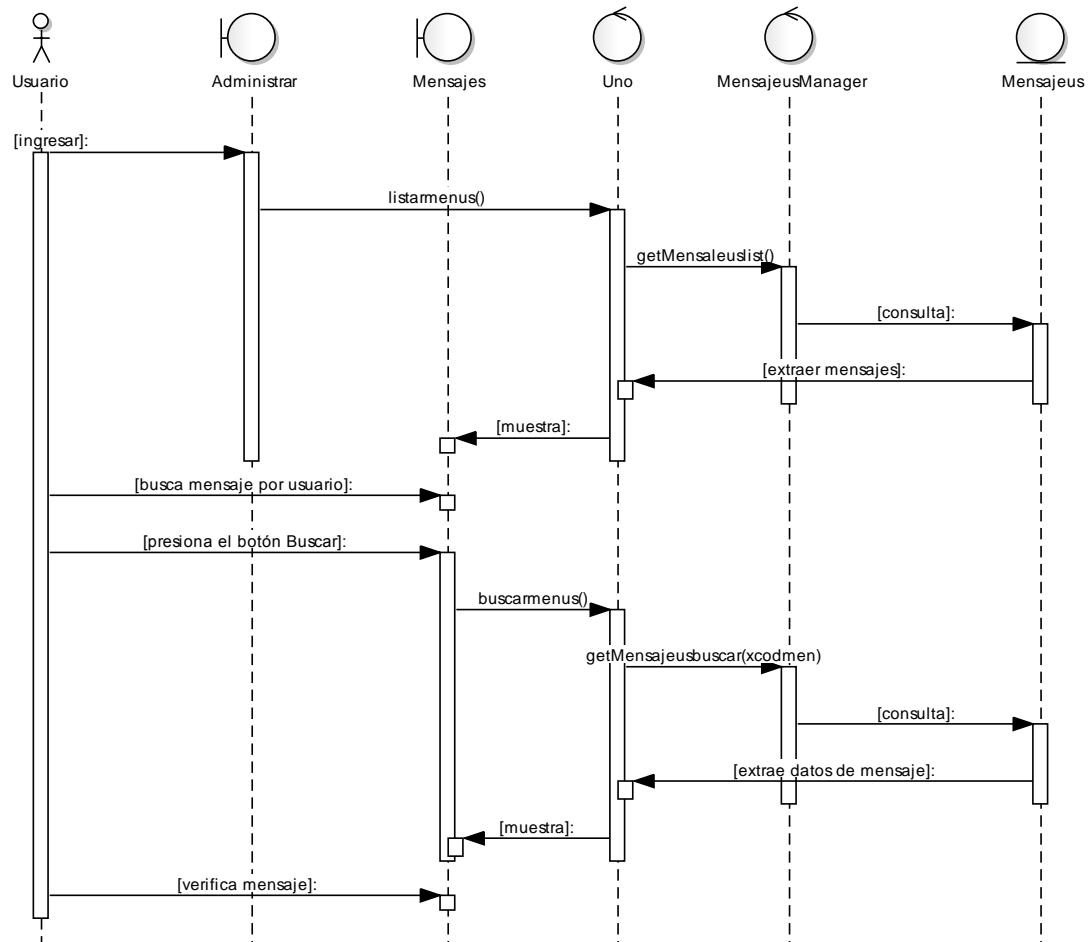 Usuario
Administrar
Mensajes
Uno
MensajeusManager
Mensajeus
[ingresar]:
listarmenus()
getMensaleuslist()
[consulta]:
[extraer mensajes]:
[muestra]:
[busca mensaje por usuario]:
[presiona el botón Buscar]:
buscarmenus()
getMensajeusbuscar(xcodmen)
[consulta]:
[extrae datos de mensaje]:
[muestra]:
[verifica mensaje]: